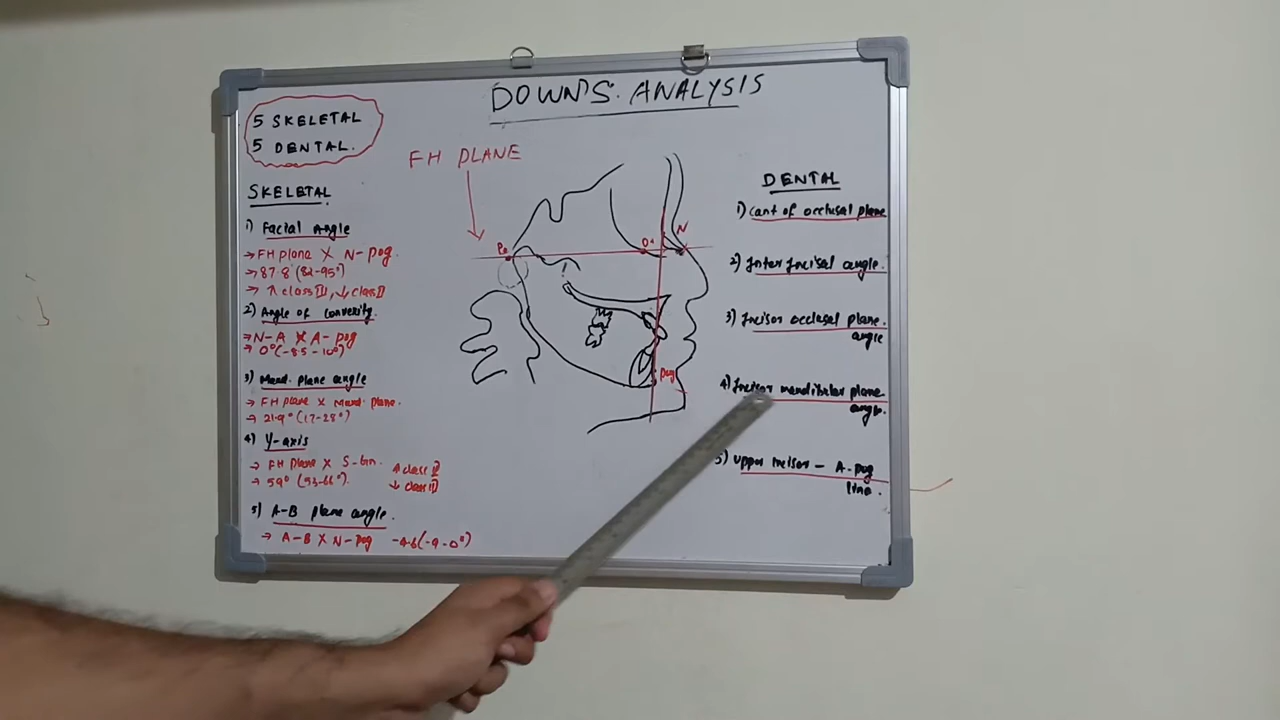 DOWN'S. ANALYSIS
5 SKELETAL
5 DENTAL.
FH PLANE
SKELETAL
1) Facial Angle
→ FH plane X N-pog.
→ 87.8°(82-95°)
→ ↑ class III, ↓ class II
2) Angle of convexity.
→ N-A X A-pog
→ 0°(-8.5-10°)
3) Mand. plane angle
→ FH plane X Mand. plane.
→ 21.9°(17-28°)
4) Y-axis
→ FH plane X S-Gn. ↑ class II
→ 59° (53-66°). ↓ class III
5) A-B plane angle.
→ A-B X N-pog -4.6(-9-0°)
Po
Or
N
pog
DENTAL
1) Cant of occlusal plane
2) Inter Incisal angle.
3) Incisor occlusal plane.
angle
4) Incisor mandibular plane
angle.
5) Upper incisor - A-pog
line.